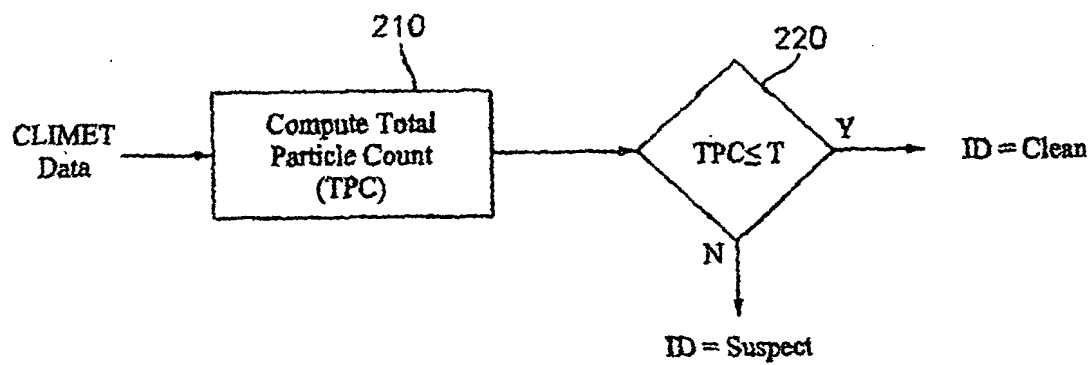 210
220
CLIMET
Data
Compute Total
Particle Count
(TPC)
TPC≤ T
Y
ID = Clean
N
ID = Suspect